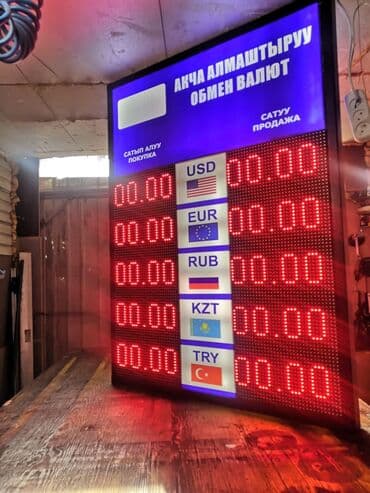 АКЧА АЛМАШТЫРУУ
ОБМЕН ВАЛЮТ
САТЫП АЛУУ
ПОКУПКА
САТУУ
ПРОДАЖА
00.00 USD 00.00
00.00 EUR 00.00
00.00 RUB 00.00
00.00 KZT 00.00
00.00 TRY 00.00